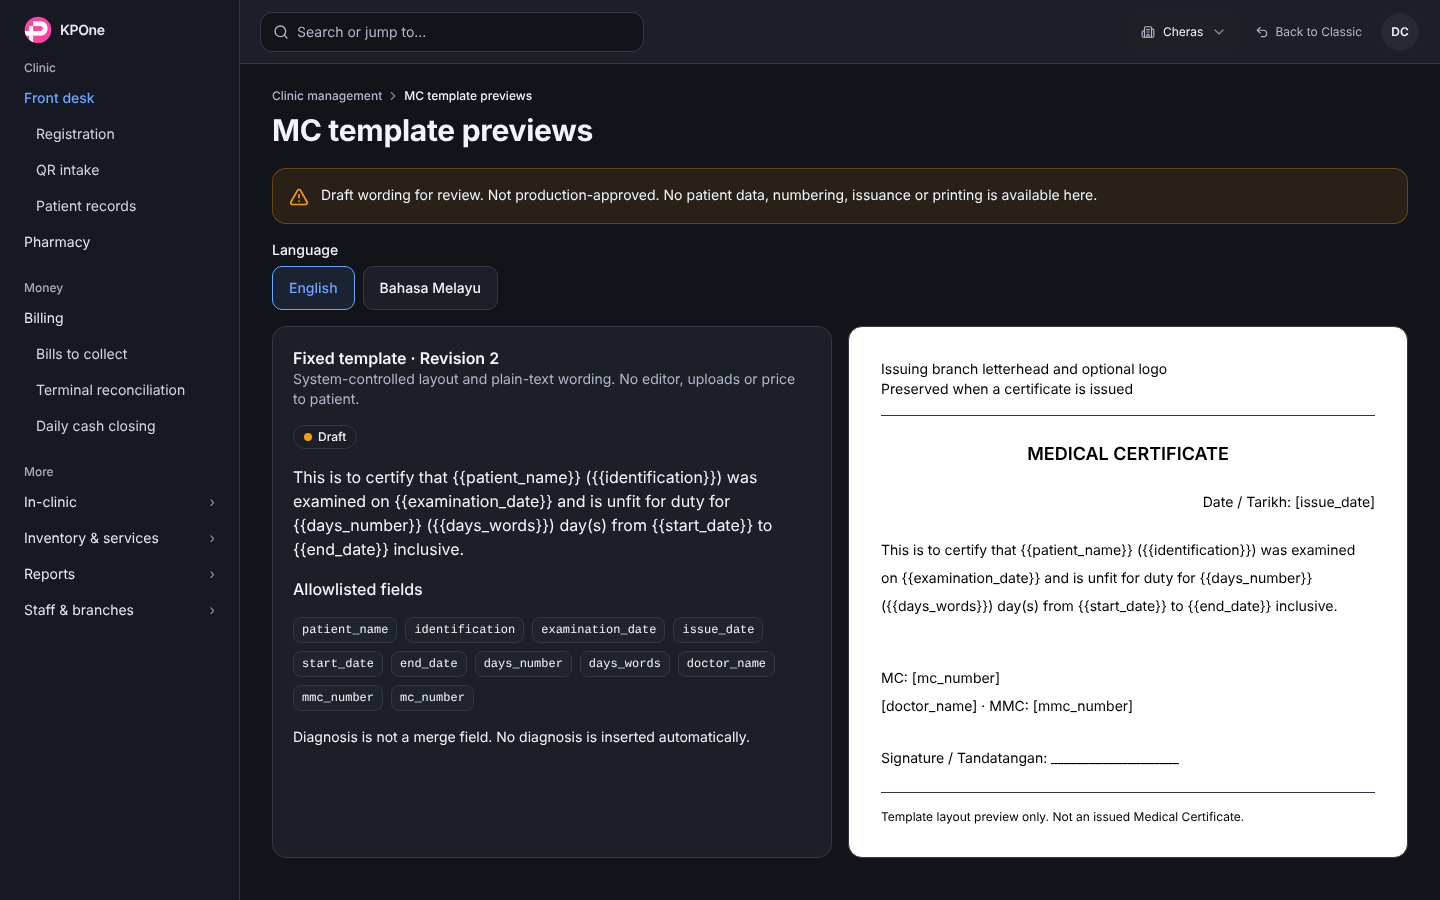 KPOne
Clinic
Front desk
Registration
QR intake
Patient records
Pharmacy
Money
Billing
Bills to collect
Terminal reconciliation
Daily cash closing
More
In-clinic
Inventory & services
Reports
Staff & branches
Search or jump to...
Cheras
Back to Classic
DC
Clinic management > MC template previews
MC template previews
Draft wording for review. Not production-approved. No patient data, numbering, issuance or printing is available here.
Language
English
Bahasa Melayu
Fixed template · Revision 2
System-controlled layout and plain-text wording. No editor, uploads or price
to patient.
Draft
This is to certify that {{patient_name}} ({{identification}}) was
examined on {{examination_date}} and is unfit for duty for
{{days_number}} ({{days_words}}) day(s) from {{start_date}} to
{{end_date}} inclusive.
Allowlisted fields
patient_name identification examination_date issue_date
start_date end_date days_number days_words doctor_name
mmc_number mc_number
Diagnosis is not a merge field. No diagnosis is inserted automatically.
Issuing branch letterhead and optional logo
Preserved when a certificate is issued
MEDICAL CERTIFICATE
Date / Tarikh: [issue_date]
This is to certify that {{patient_name}} ({{identification}}) was examined
on {{examination_date}} and is unfit for duty for {{days_number}}
({{days_words}}) day(s) from {{start_date}} to {{end_date}} inclusive.
MC: [mc_number]
[doctor_name] · MMC: [mmc_number]
Signature / Tandatangan: ___________________
Template layout preview only. Not an issued Medical Certificate.